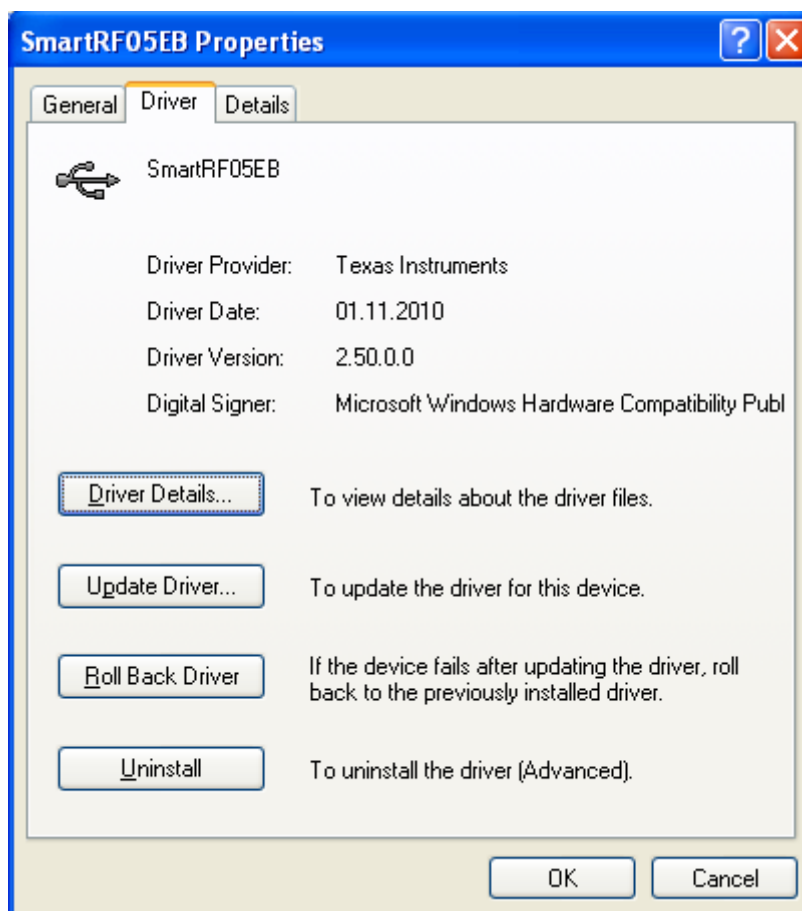 SmartRF05EB Properties
?
General Driver Details
SmartRF05EB
Driver Provider: Texas Instruments
Driver Date: 01.11.2010
Driver Version: 2.50.0.0
Digital Signer: Microsoft Windows Hardware Compatibility Publ
Driver Details... To view details about the driver files.
Update Driver... To update the driver for this device.
Roll Back Driver If the device fails after updating the driver, roll
back to the previously installed driver.
Uninstall To uninstall the driver (Advanced).
OK Cancel